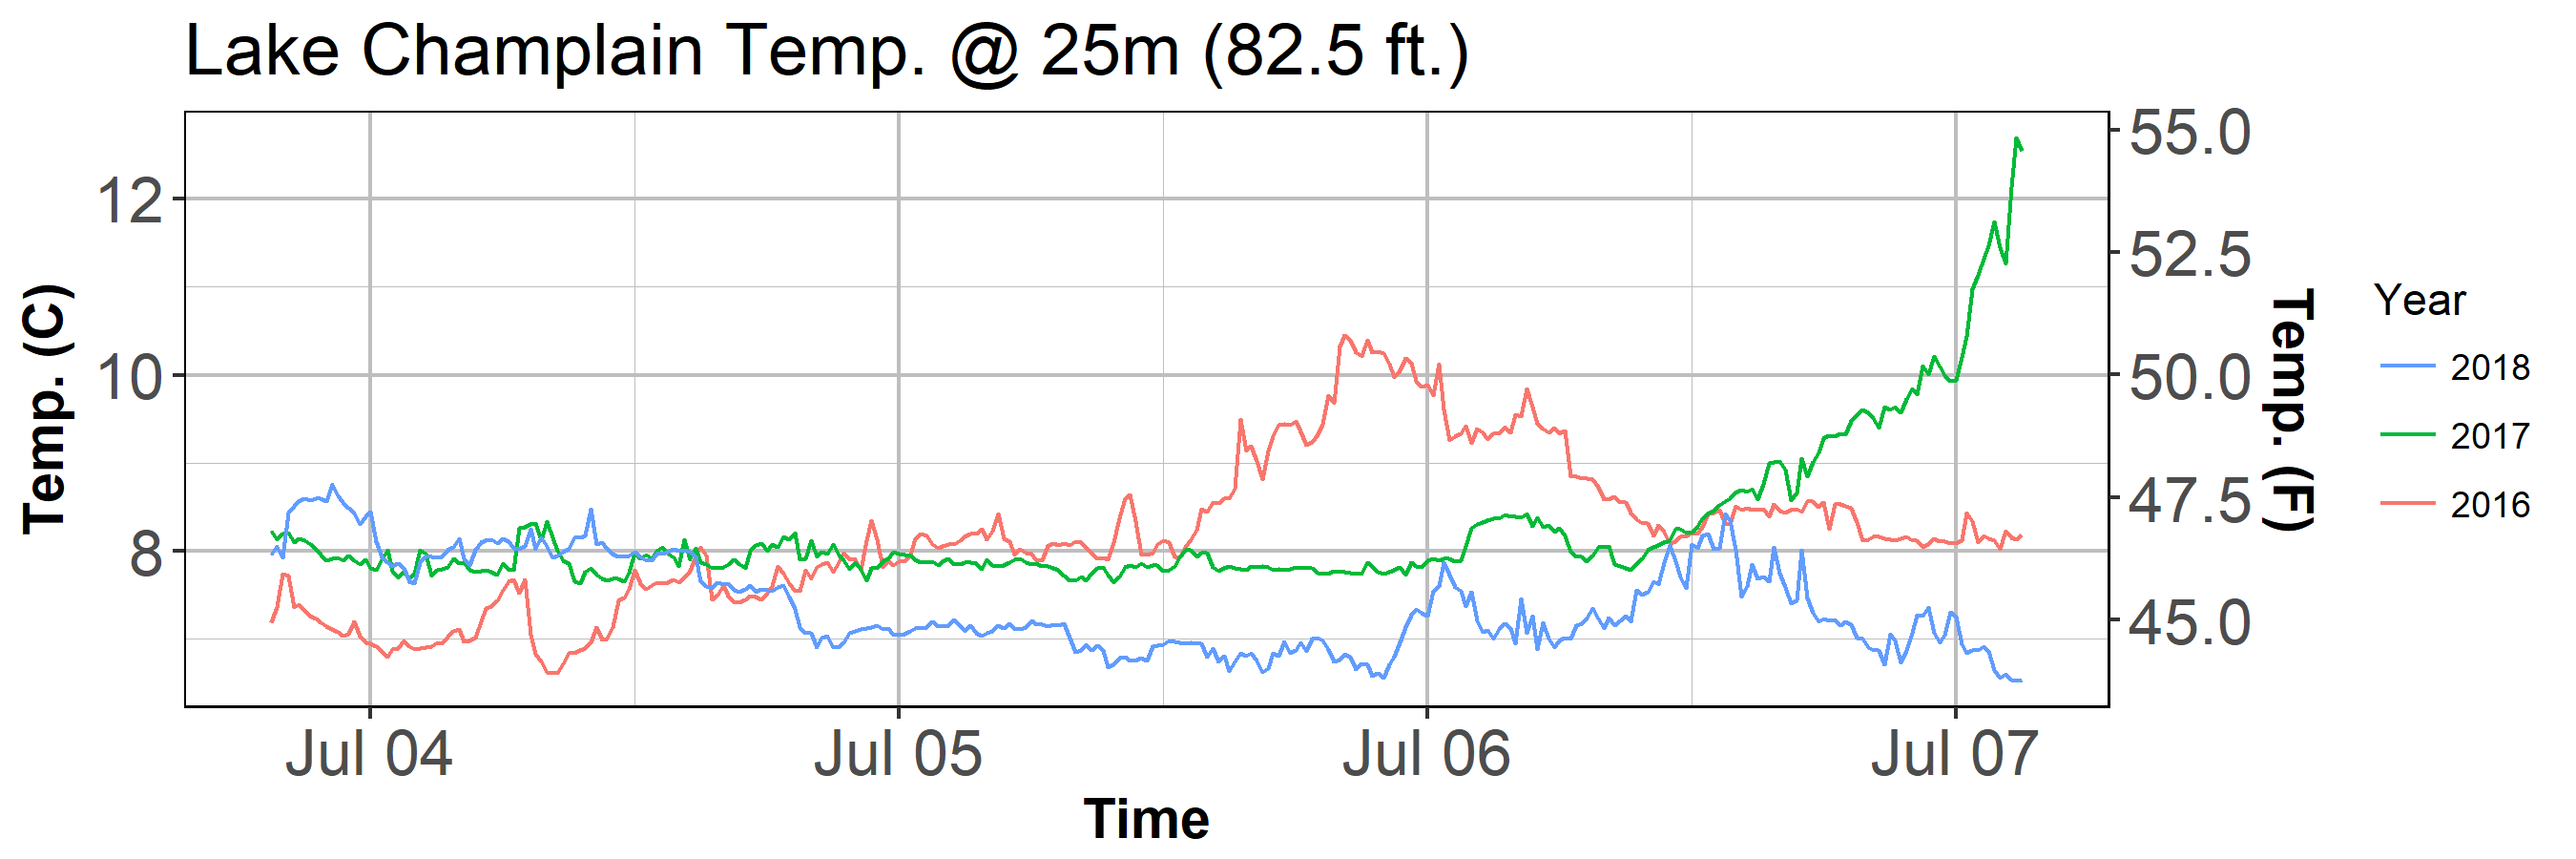 Lake Champlain Temp. @ 25m (82.5 ft.)
Temp. (C)
12
10
8
55.0
52.5
50.0
47.5
45.0
Temp. (F)
Year
2018
2017
2016
Jul 04
Jul 05
Jul 06
Jul 07
Time